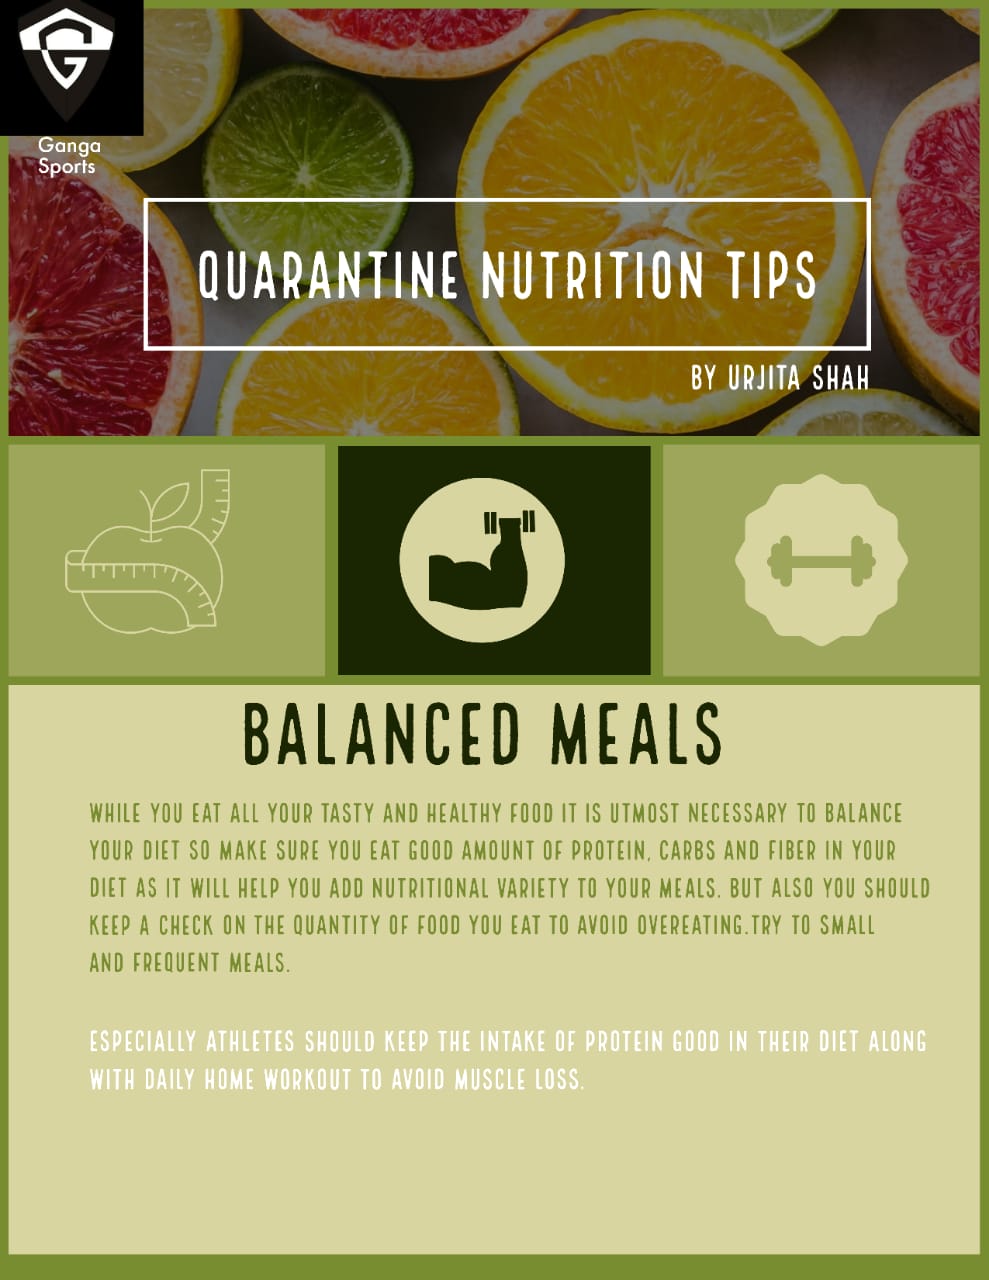 Ganga
Sports
QUARANTINE NUTRITION TIPS
BY URJITA SHAH
BALANCED MEALS
WHILE YOU EAT ALL YOUR TASTY AND HEALTHY FOOD IT IS UTMOST NECESSARY TO BALANCE
YOUR DIET SO MAKE SURE YOU EAT GOOD AMOUNT OF PROTEIN, CARBS AND FIBER IN YOUR
DIET AS IT WILL HELP YOU ADD NUTRITIONAL VARIETY TO YOUR MEALS. BUT ALSO YOU SHOULD
KEEP A CHECK ON THE QUANTITY OF FOOD YOU EAT TO AVOID OVEREATING.TRY TO SMALL
AND FREQUENT MEALS.
ESPECIALLY ATHLETES SHOULD KEEP THE INTAKE OF PROTEIN GOOD IN THEIR DIET ALONG
WITH DAILY HOME WORKOUT TO AVOID MUSCLE LOSS.